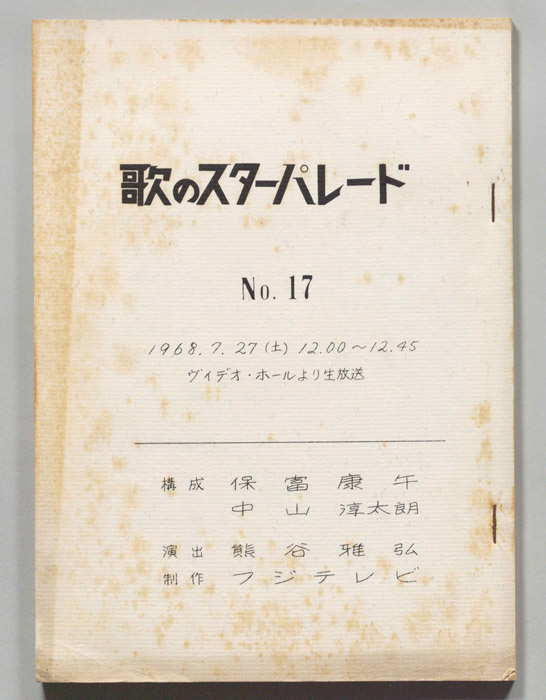 歌のスターパレード
No. 17
1968.7.27(土) 12.00～12.45
ヴィデオ・ホールより生放送
構成 保富康午
中山淳太朗
演出 熊谷雅弘
制作 フジテレビ